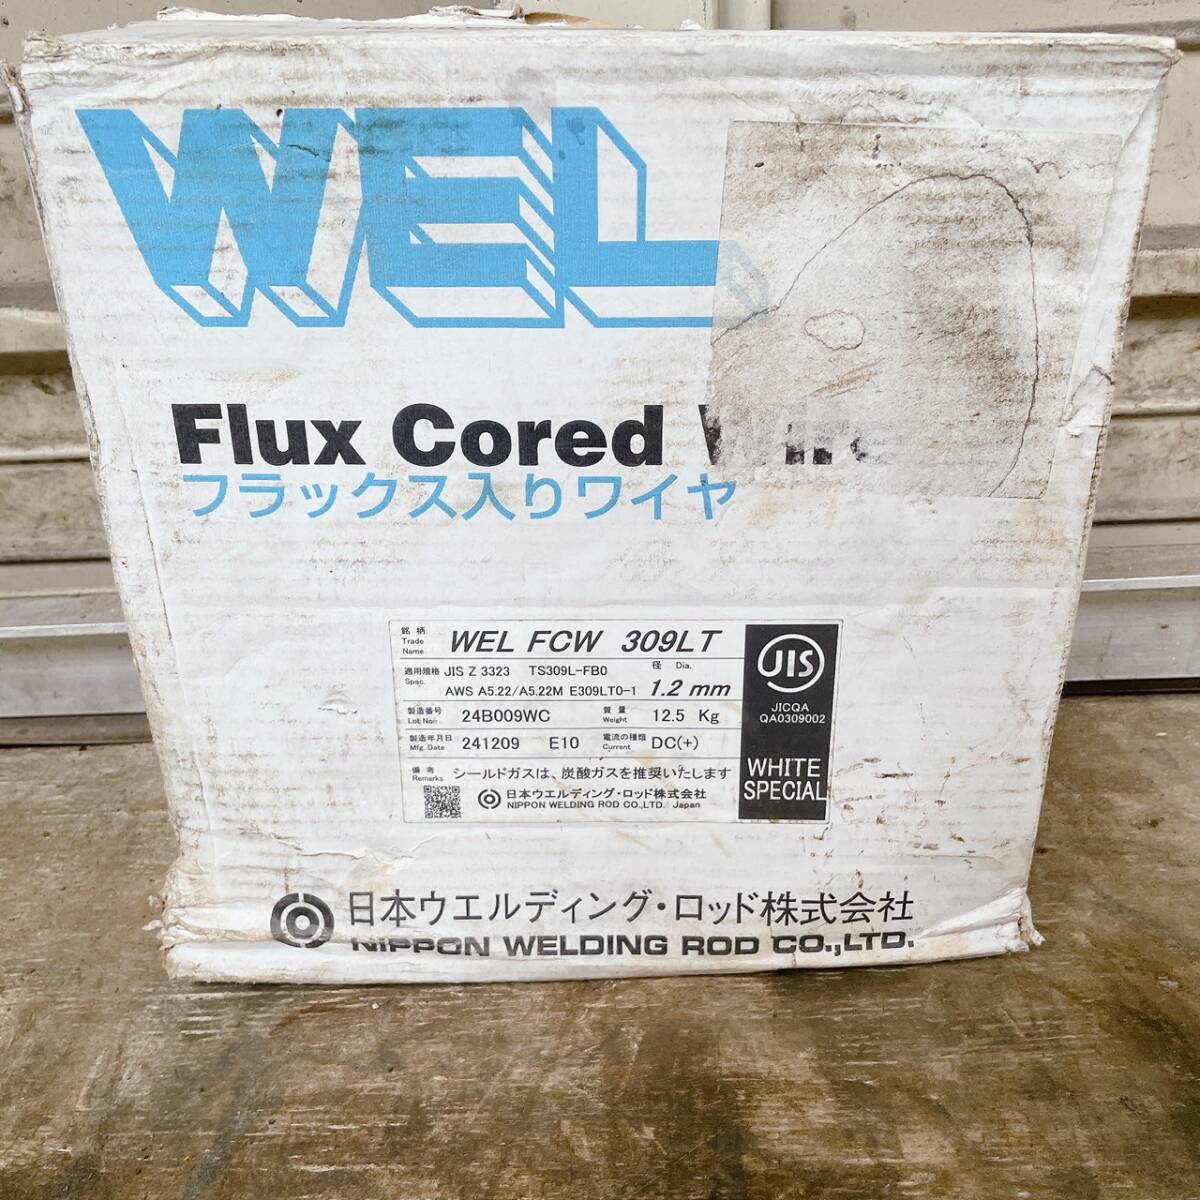 WEL
Flux Cored
フラックス入りワイヤ
銘柄 Trade Name WEL FCW 309LT
適用規格 Spec. JIS Z 3323 TS309L-FB0
AWS A5.22/A5.22M E309LT0-1
径 Dia. 1.2 mm
製造番号 Lot No. 24B009WC 質量 Weight 12.5 Kg
製造年月日 Mfg. Date 241209 E10 電流の種類 Current DC(+)
備考 Remarks シールドガスは、炭酸ガスを推奨いたします
日本ウエルディング・ロッド株式会社
NIPPON WELDING ROD CO.,LTD. Japan
JIS
JICQA
QA0309002
WHITE
SPECIAL
日本ウエルディング・ロッド株式会社
NIPPON WELDING ROD CO.,LTD.